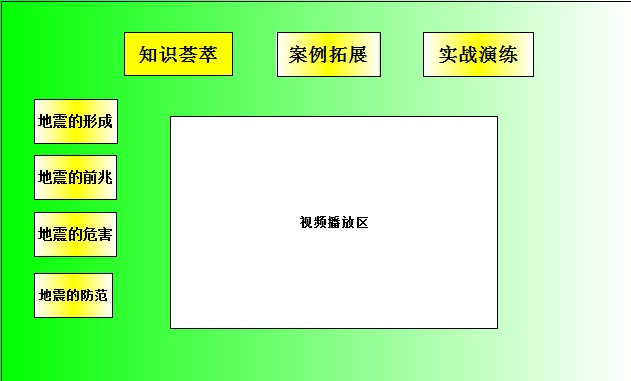 知识荟萃
案例拓展
实战演练
地震的形成
地震的前兆
地震的危害
地震的防范
视频播放区